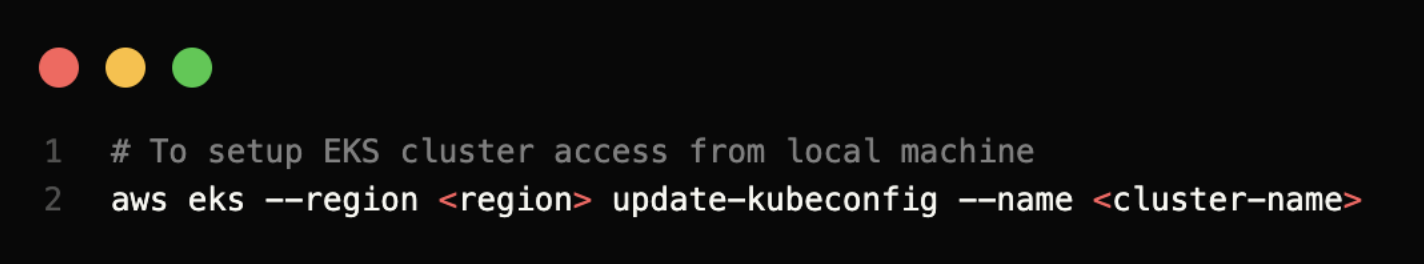 1 # To setup EKS cluster access from local machine
2 aws eks --region <region> update-kubeconfig --name <cluster-name>